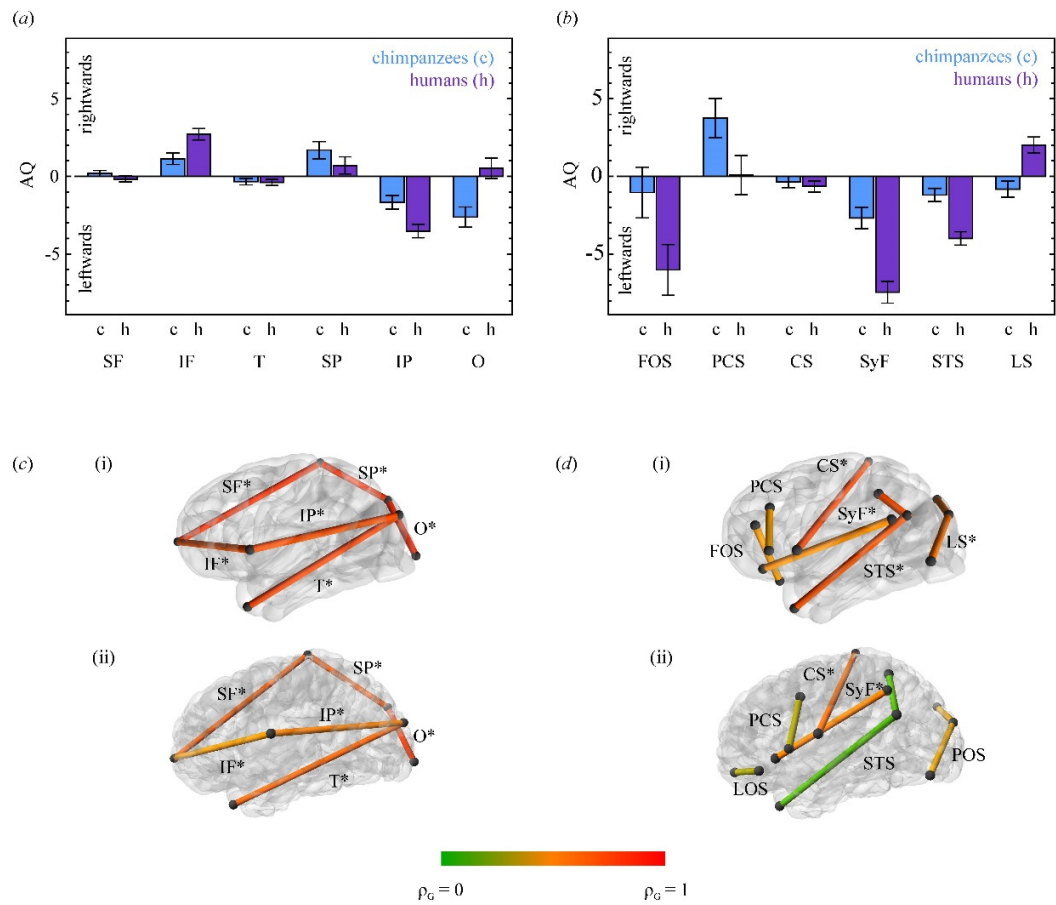 (a)
chimpanzees (c)
humans (h)
rightwards
leftwards
AQ
5
0
-5
c h c h c h c h c h c h
SF IF T SP IP O
(b)
chimpanzees (c)
humans (h)
rightwards
leftwards
AQ
5
0
-5
c h c h c h c h c h c h
FOS PCS CS SyF STS LS
(c)
(i)
SF*
SP*
IP*
O*
IF*
T*
(ii)
SF*
SP*
IP*
O*
IF*
T*
(d)
(i)
CS*
PCS
SyF*
FOS
LS*
STS*
(ii)
CS*
SyF*
PCS
STS
POS
LOS
ρG = 0
ρG = 1